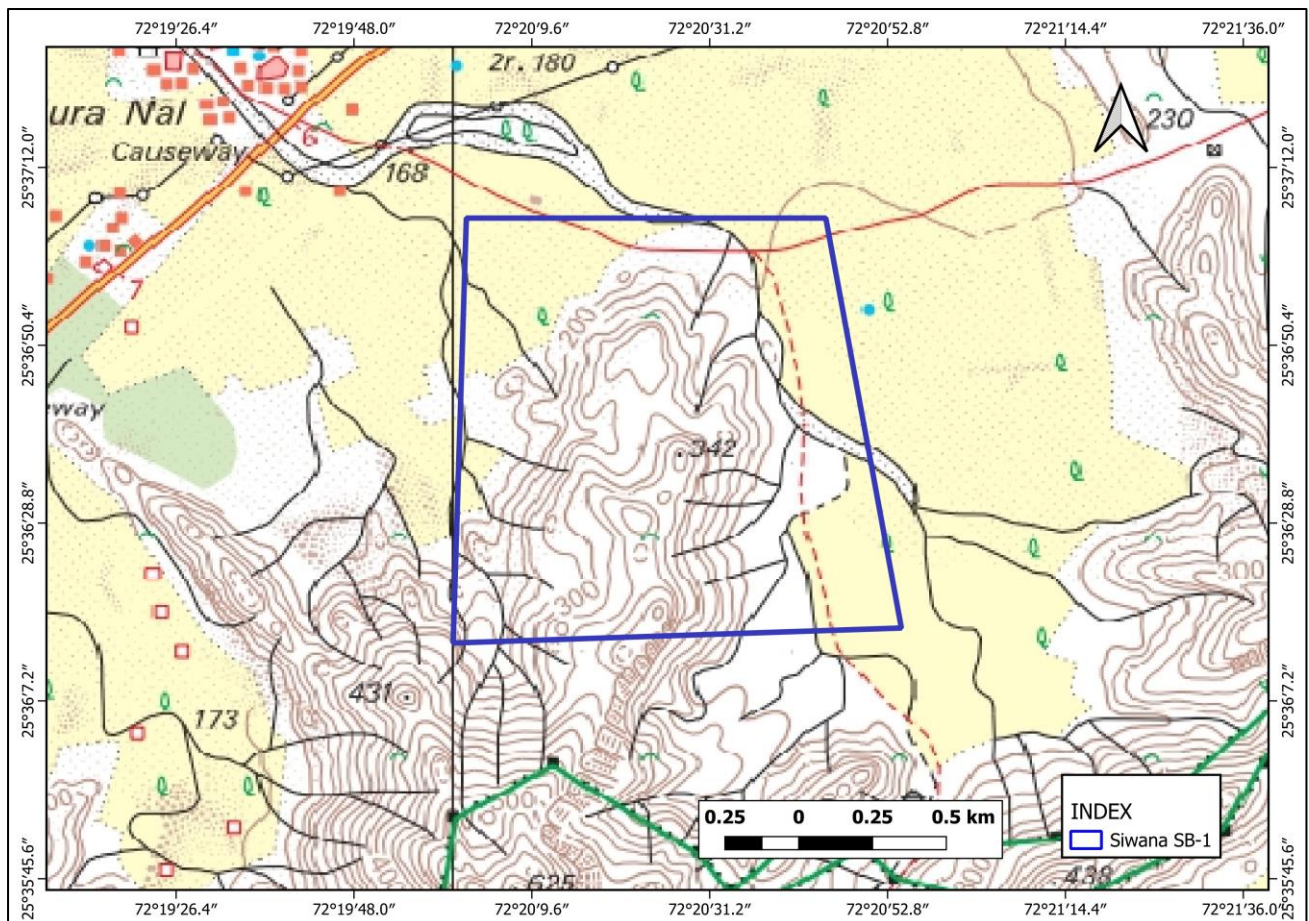 72°19′26.4″ 72°19′48.0″ 72°20′9.6″ 72°20′31.2″ 72°20′52.8″ 72°21′14.4″ 72°21′36.0″
2r. 180
ura Nal
6
230
Causeway
168
25°37′12.0″ 25°37′12.0″
7
200
25°36′50.4″ 25°36′50.4″
eway
.342
25°36′28.8″ 25°36′28.8″
300
300
431
173
25°36′7.2″ 25°36′7.2″
300
0.25 0 0.25 0.5 km
INDEX
Siwana SB-1
625
.438
25°35′45.6″ 25°35′45.6″
72°19′26.4″ 72°19′48.0″ 72°20′9.6″ 72°20′31.2″ 72°20′52.8″ 72°21′14.4″ 72°21′36.0″